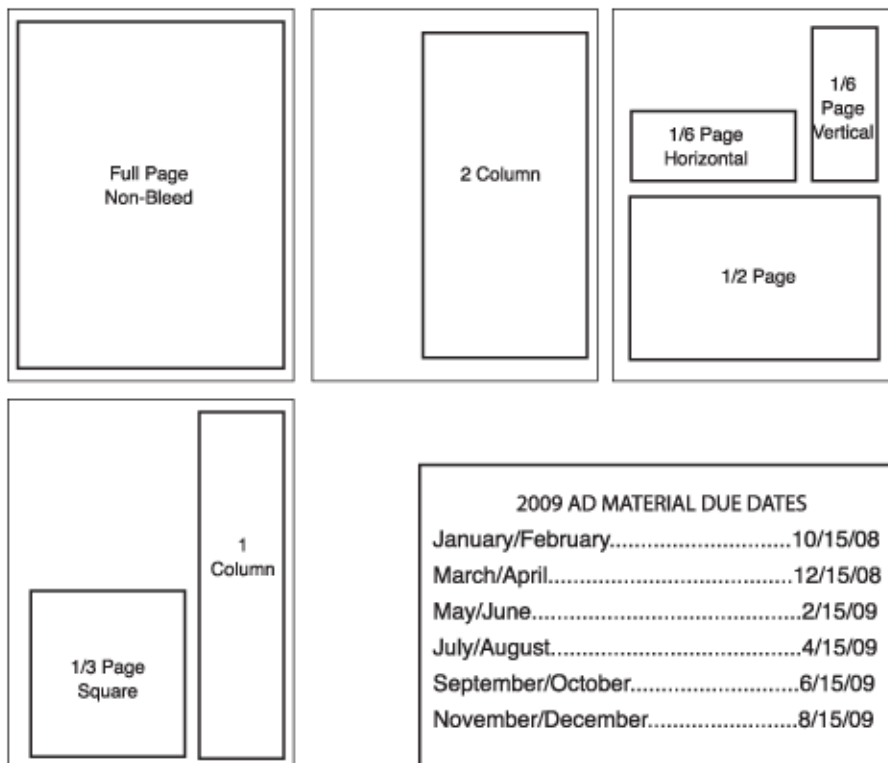 Full Page
Non-Bleed
2 Column
1/6 Page
Horizontal
1/6
Page
Vertical
1/2 Page
1/3 Page
Square
1
Column
2009 AD MATERIAL DUE DATES
January/February............................10/15/08
March/April......................................12/15/08
May/June..........................................2/15/09
July/August.......................................4/15/09
September/October..........................6/15/09
November/December.......................8/15/09